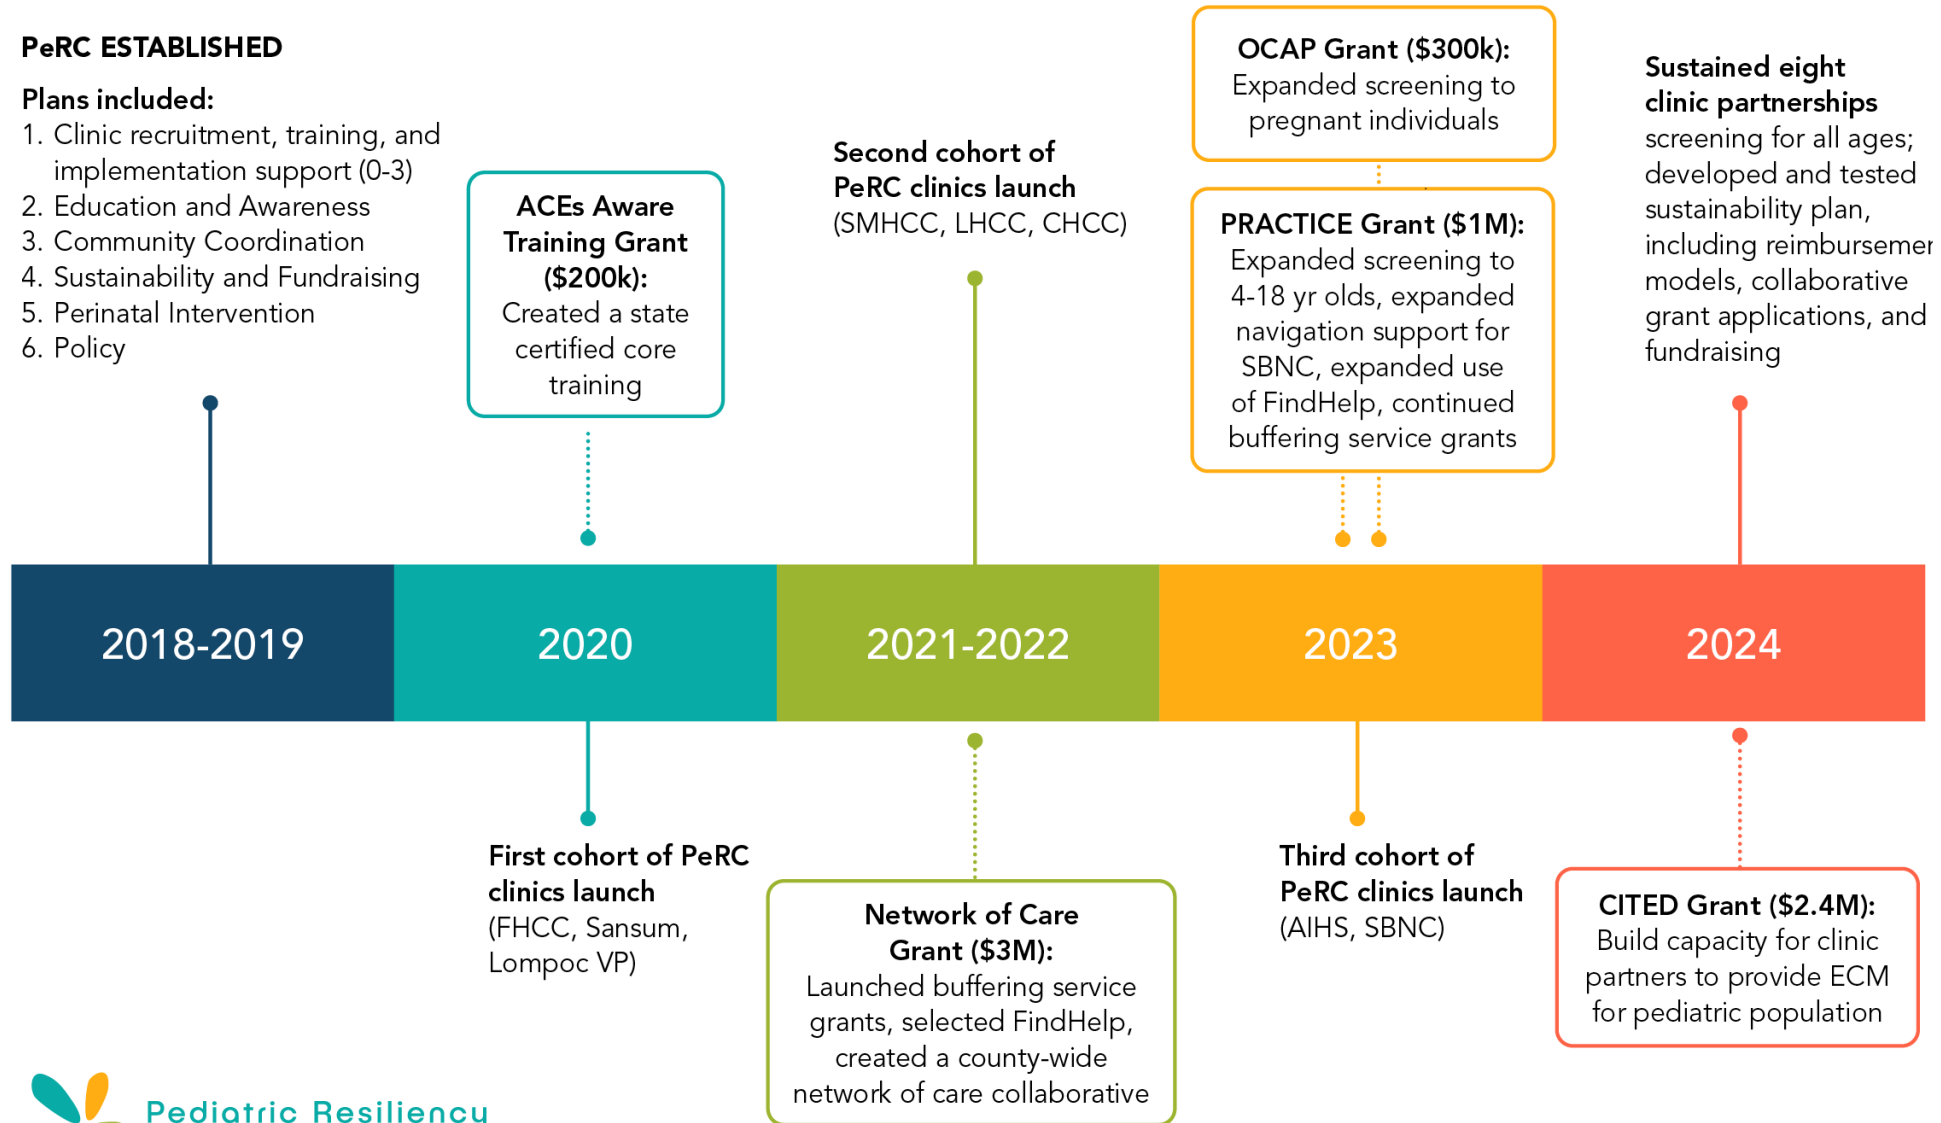 PeRC ESTABLISHED
Plans included:
1. Clinic recruitment, training, and
implementation support (0-3)
2. Education and Awareness
3. Community Coordination
4. Sustainability and Fundraising
5. Perinatal Intervention
6. Policy
ACEs Aware
Training Grant
($200k):
Created a state
certified core
training
Second cohort of
PeRC clinics launch
(SMHCC, LHCC, CHCC)
OCAP Grant ($300k):
Expanded screening to
pregnant individuals
PRACTICE Grant ($1M):
Expanded screening to
4-18 yr olds, expanded
navigation support for
SBNC, expanded use
of FindHelp, continued
buffering service grants
Sustained eight
clinic partnerships
screening for all ages;
developed and tested
sustainability plan,
including
models, collaborative
grant applications, and
fundraising
2018-2019
2020
2021-2022
2023
2024
First cohort of PeRC
clinics launch
(FHCC, Sansum,
Lompoc VP)
Network of Care
Grant ($3M):
Launched buffering service
grants, selected FindHelp,
created a county-wide
network of care collaborative
Third cohort of
PeRC clinics launch
(AIHS, SBNC)
CITED Grant ($2.4M):
Build capacity for clinic
partners to provide ECM
for pediatric population
Pediatric Resiliency